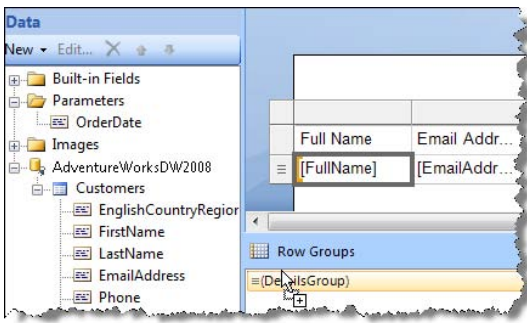 Data
New Edit...
Built-in Fields
Parameters
OrderDate
Images
AdventureWorksDW2008
Customers
EnglishCountryRegior
FirstName
LastName
EmailAddress
Phone
Full Name Email Addr...
[FullName] [EmailAddr...
Row Groups
(DetailsGroup)